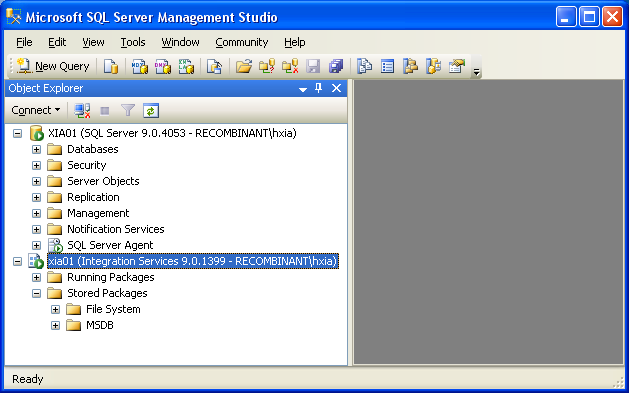 Microsoft SQL Server Management Studio
File Edit View Tools Window Community Help
New Query
Object Explorer
Connect
XIA01 (SQL Server 9.0.4053 - RECOMBINANT\hxia)
Databases
Security
Server Objects
Replication
Management
Notification Services
SQL Server Agent
xia01 (Integration Services 9.0.1399 - RECOMBINANT\hxia)
Running Packages
Stored Packages
File System
MSDB
Ready